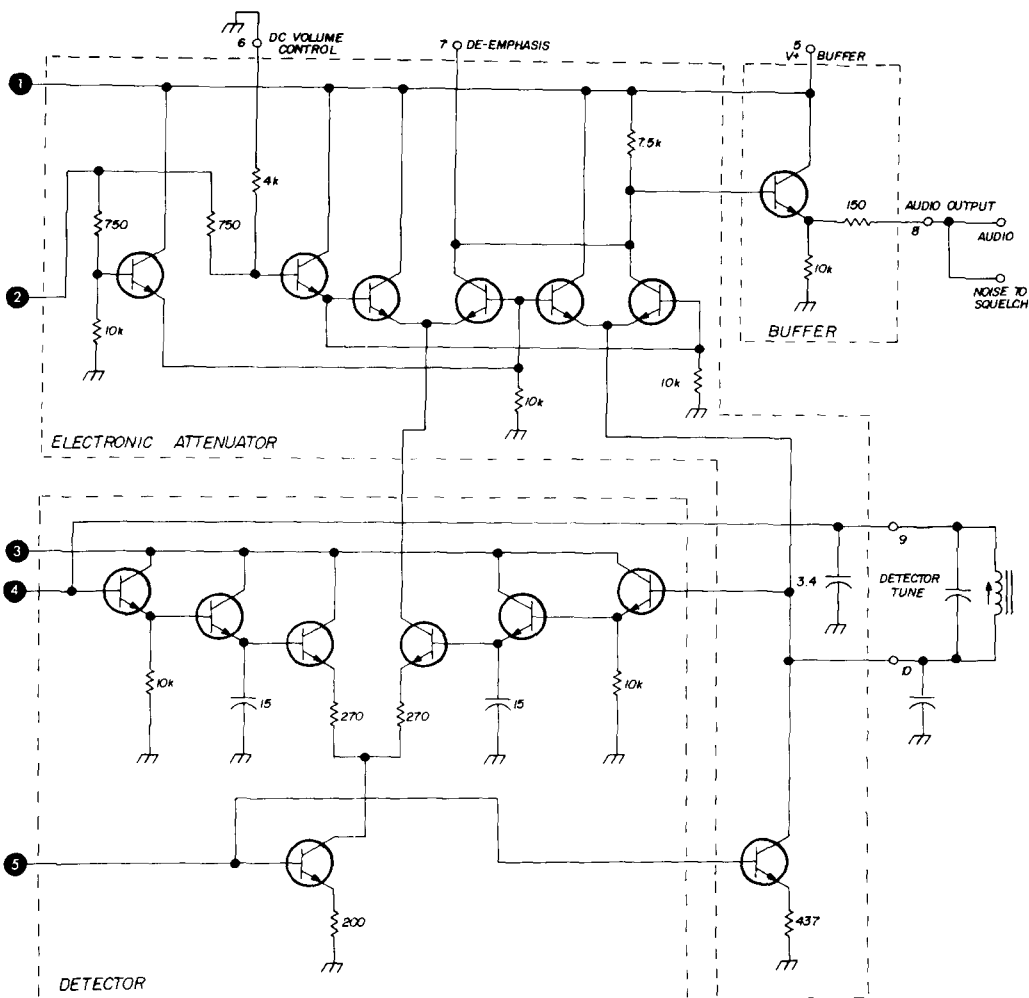 6 DC VOLUME CONTROL
7 DE-EMPHASIS
5 V+ BUFFER
1
7.5k
4k
750
750
150
AUDIO OUTPUT
8
AUDIO
2
10k
10k
10k
10k
NOISE TO SQUELCH
BUFFER
ELECTRONIC ATTENUATOR
9
3
4
3.4
DETECTOR TUNE
10
10k
15
270
270
15
10k
5
200
437
DETECTOR